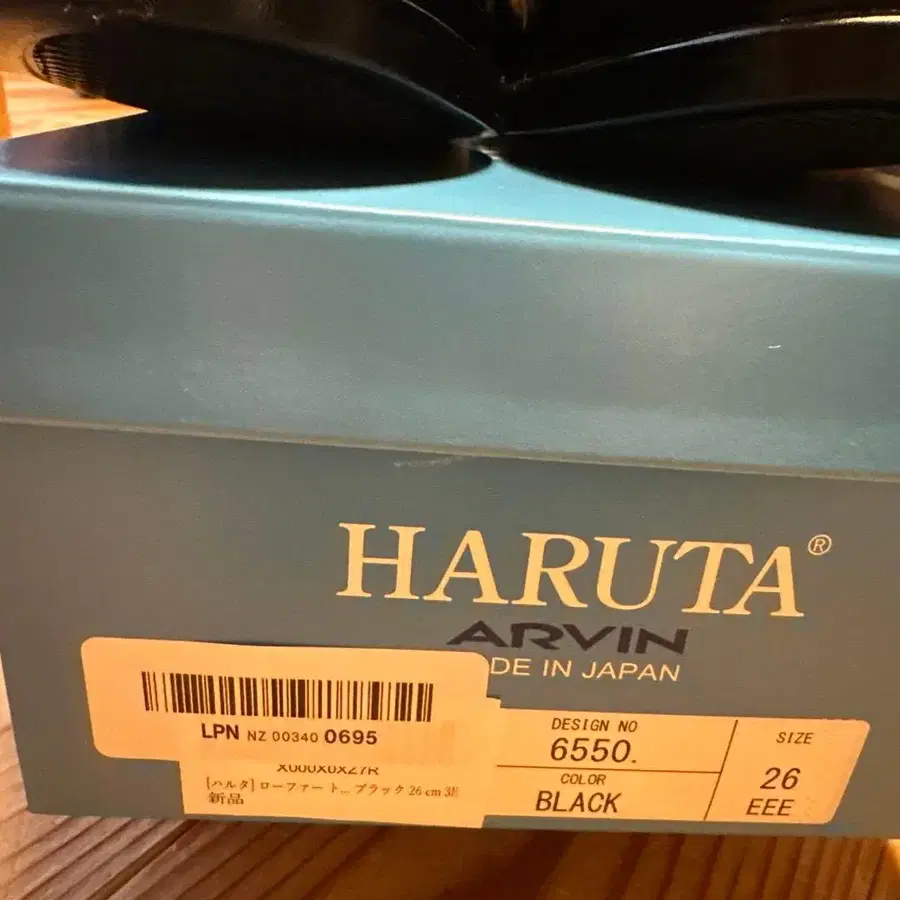 HARUTA®
ARVIN
DE IN JAPAN
LPN NZ 00340 0695
X000X0XZ7R
[ハルタ] ローファー ト... ブラック 26 cm 3E
新品
DESIGN NO
6550.
COLOR
BLACK
SIZE
26
EEE